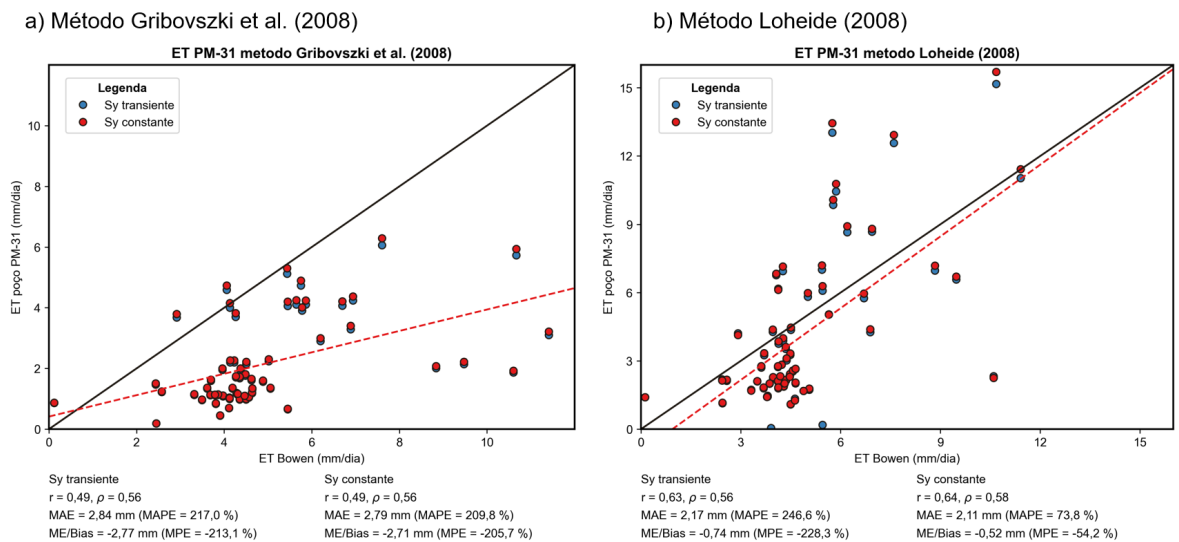 a) Método Gribovszki et al. (2008)
ET PM-31 metodo Gribovszki et al. (2008)
Legenda
Sy transiente
Sy constante
ET poço PM-31 (mm/dia)
10
8
6
4
2
0
0 2 4 6 8 10
ET Bowen (mm/dia)
Sy transiente
r = 0,49, ρ = 0,56
MAE = 2,84 mm (MAPE = 217,0 %)
ME/Bias = -2,77 mm (MPE = -213,1 %)
Sy constante
r = 0,49, ρ = 0,56
MAE = 2,79 mm (MAPE = 209,8 %)
ME/Bias = -2,71 mm (MPE = -205,7 %)
b) Método Loheide (2008)
ET PM-31 metodo Loheide (2008)
Legenda
Sy transiente
Sy constante
ET poço PM-31 (mm/dia)
15
12
9
6
3
0
0 3 6 9 12 15
ET Bowen (mm/dia)
Sy transiente
r = 0,63, ρ = 0,56
MAE = 2,17 mm (MAPE = 246,6 %)
ME/Bias = -0,74 mm (MPE = -228,3 %)
Sy constante
r = 0,64, ρ = 0,58
MAE = 2,11 mm (MAPE = 73,8 %)
ME/Bias = -0,52 mm (MPE = -54,2 %)